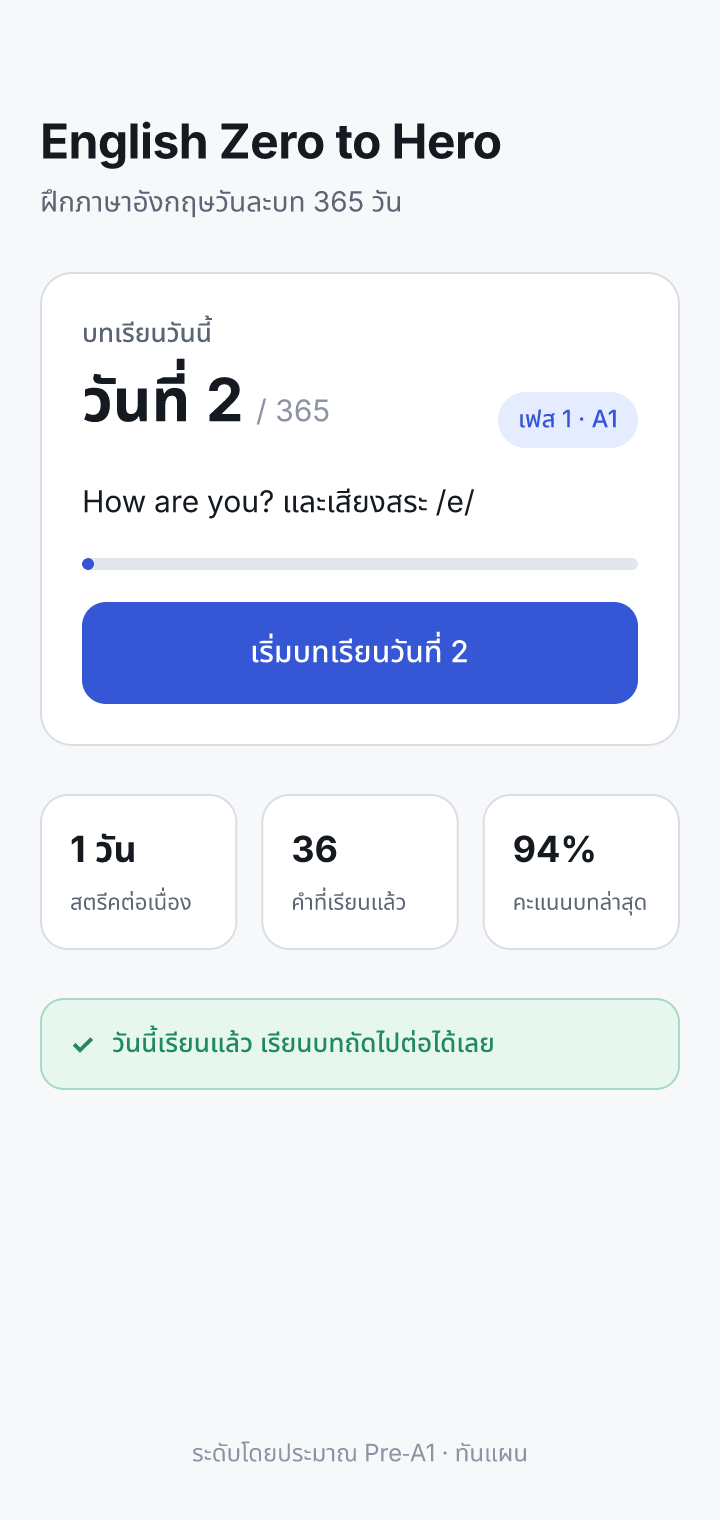 English Zero to Hero
ฝึกภาษาอังกฤษวันละบท 365 วัน
บทเรียนวันนี้
วันที่ 2 / 365
เฟส 1 · A1
How are you? และเสียงสระ /e/
เริ่มบทเรียนวันที่ 2
1 วัน
สตรีคต่อเนื่อง
36
คำที่เรียนแล้ว
94%
คะแนนบทล่าสุด
✓ วันนี้เรียนแล้ว เรียนบทถัดไปต่อได้เลย
ระดับโดยประมาณ Pre-A1 · ทันแผน